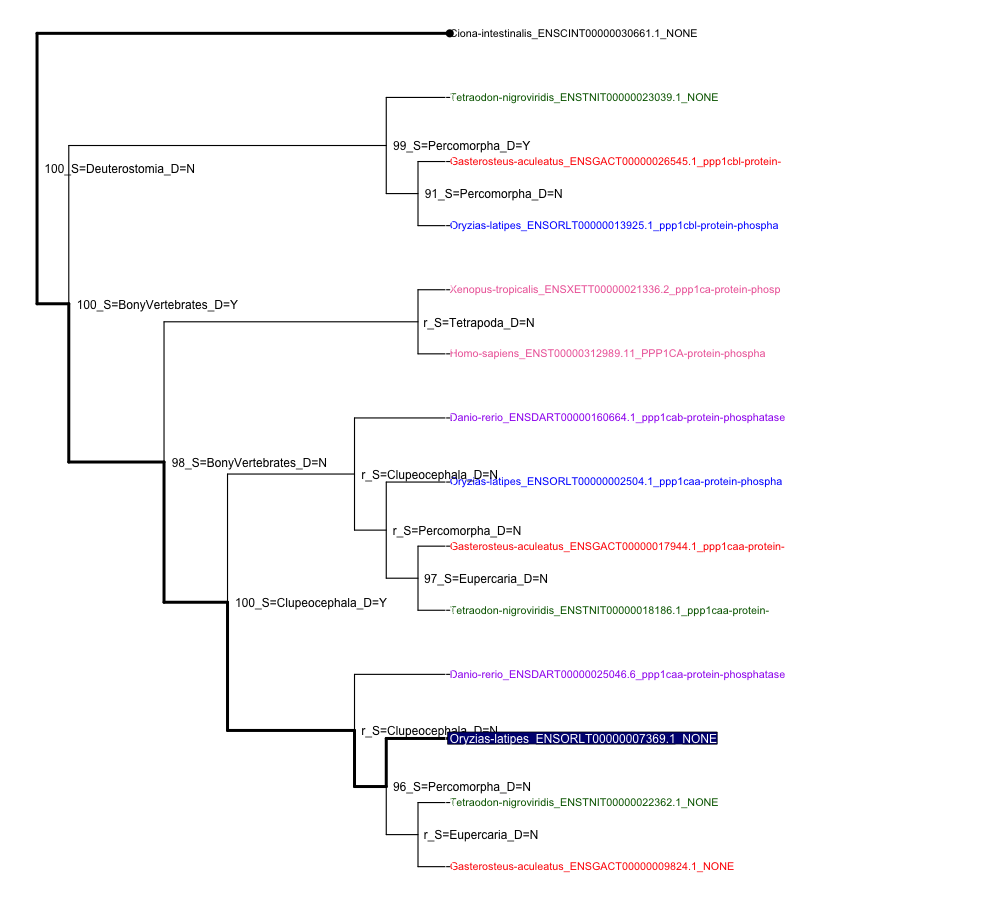 Ciona-intestinalis_ENSCINT00000030661.1_NONE
Tetraodon-nigroviridis_ENSTNIT00000023039.1_NONE
99_S=Percomorpha_D=Y
Gasterosteus-aculeatus_ENSGACT00000026545.1_ppp1cbl-protein-
100_S=Deuterostomia_D=N
91_S=Percomorpha_D=N
Oryzias-latipes_ENSORLT00000013925.1_ppp1cbl-protein-phospha
Xenopus-tropicalis_ENSXETT00000021336.2_ppp1ca-protein-phosp
100_S=BonyVertebrates_D=Y
r_S=Tetrapoda_D=N
Homo-sapiens_ENST00000312989.11_PPP1CA-protein-phospha
Danio-rerio_ENSDART00000160664.1_ppp1cab-protein-phosphatase
98_S=BonyVertebrates_D=N
r_S=Clupeocephala_D=N
Oryzias-latipes_ENSORLT00000002504.1_ppp1caa-protein-phospha
r_S=Percomorpha_D=N
Gasterosteus-aculeatus_ENSGACT00000017944.1_ppp1caa-protein-
97_S=Eupercaria_D=N
100_S=Clupeocephala_D=Y
Tetraodon-nigroviridis_ENSTNIT00000018186.1_ppp1caa-protein-
Danio-rerio_ENSDART00000025046.6_ppp1caa-protein-phosphatase
r_S=Clupeocephala_D=N
Oryzias-latipes_ENSORLT00000007369.1_NONE
96_S=Percomorpha_D=N
Tetraodon-nigroviridis_ENSTNIT00000022362.1_NONE
r_S=Eupercaria_D=N
Gasterosteus-aculeatus_ENSGACT00000009824.1_NONE